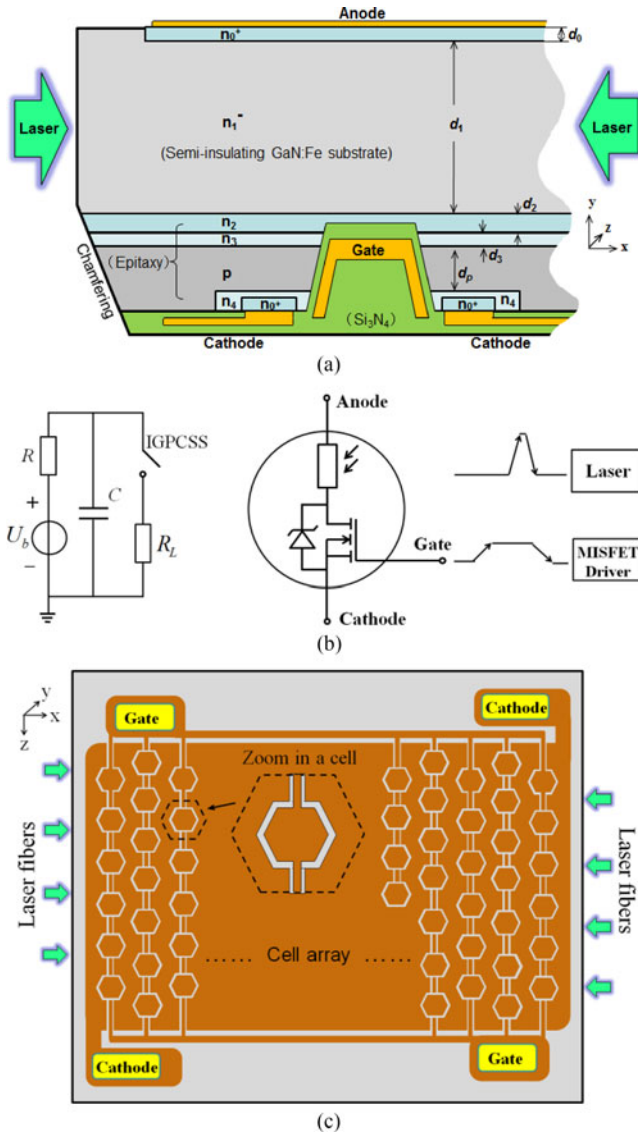 Anode
n0+
d0
Laser
n1-
(Semi-insulating GaN:Fe substrate)
d1
Laser
n2
d2
n3
d3
(Epitaxy)
Gate
p
dp
n4
n0+
n0+
n4
(Si3N4)
Chamfering
Cathode
Cathode
y
z
x
(a)
R
+
Ub
−
C
IGPCSS
RL
Anode
Gate
Cathode
Laser
MISFET
Driver
(b)
y
x
z
Gate
Cathode
Zoom in a cell
Laser fibers
Laser fibers
...... Cell array ......
Cathode
Gate
(c)